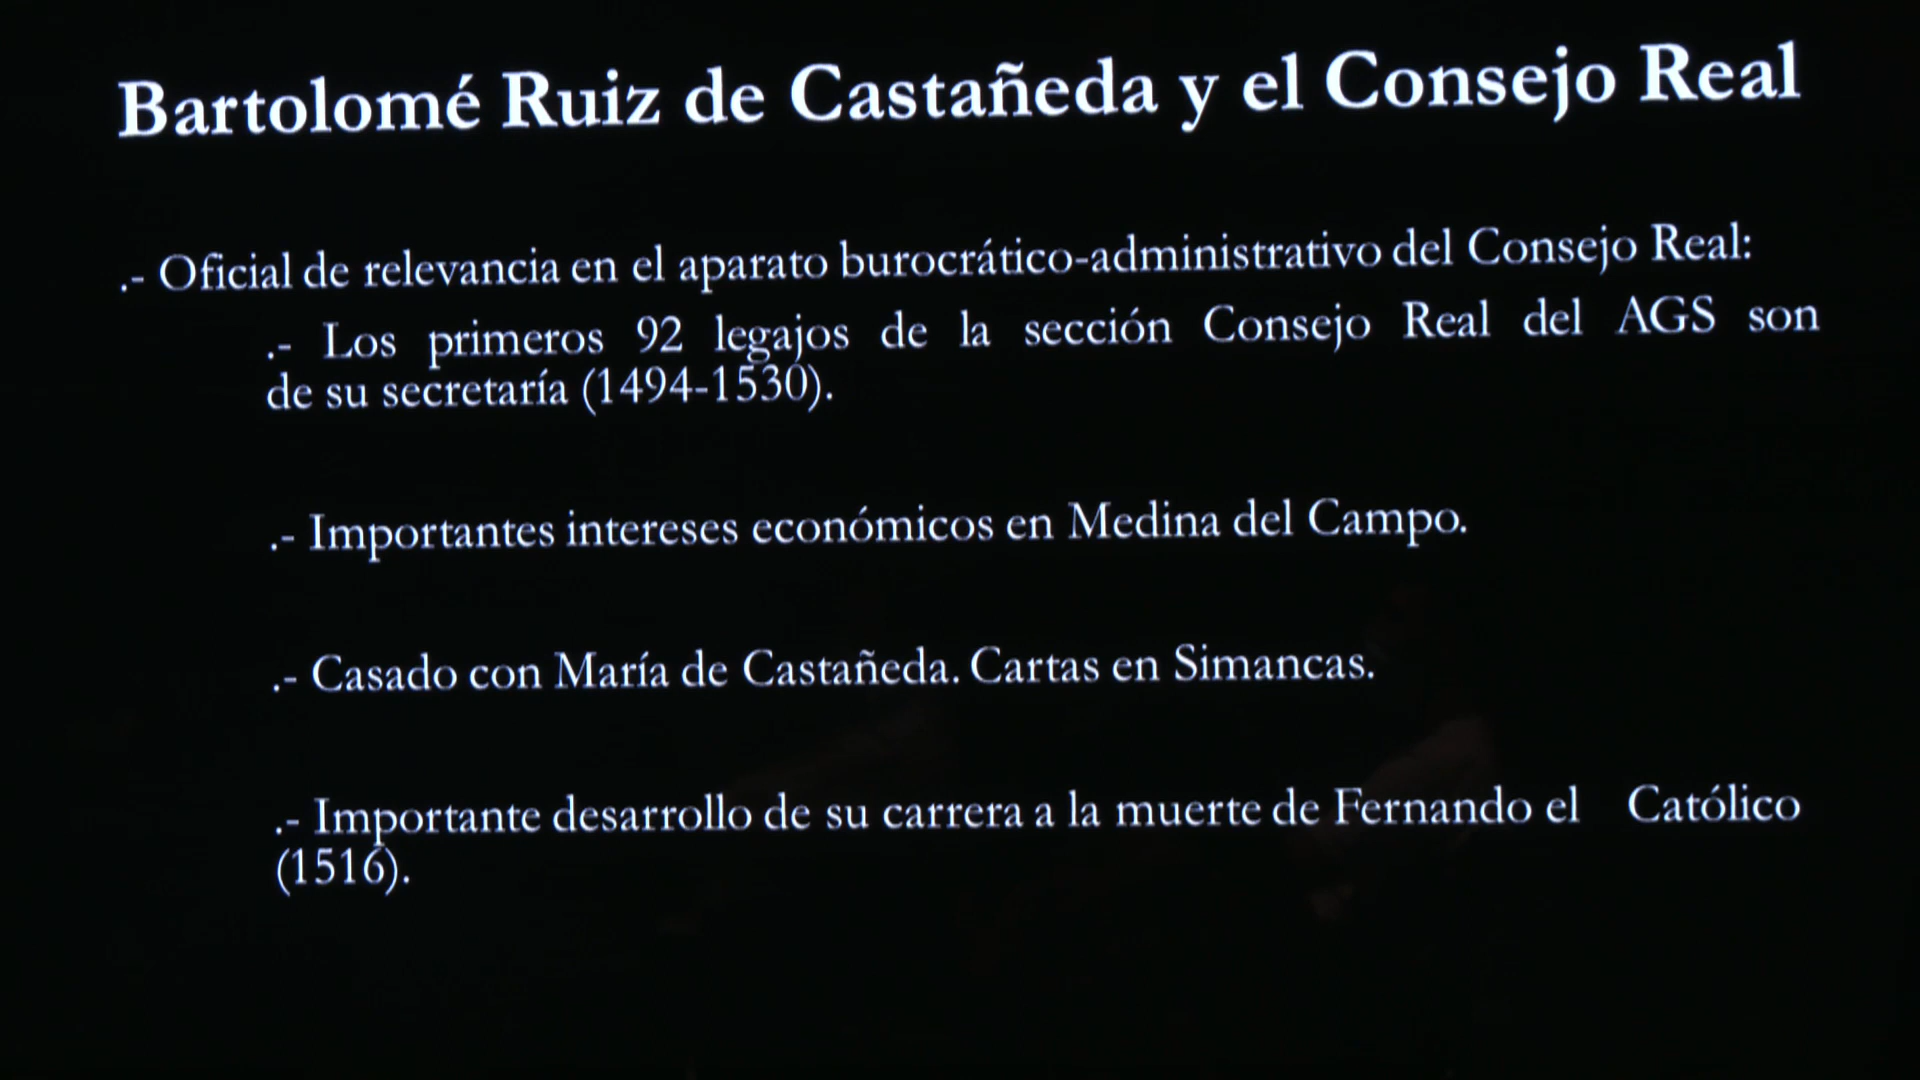 Bartolomé Ruiz de Castañeda y el Consejo Real
.- Oficial de relevancia en el aparato burocrático-administrativo del Consejo Real:
.- Los primeros 92 legajos de la sección Consejo Real del AGS son
de su secretaría (1494-1530).
.- Importantes intereses económicos en Medina del Campo.
.- Casado con María de Castañeda. Cartas en Simancas.
.- Importante desarrollo de su carrera a la muerte de Fernando el Católico
(1516).